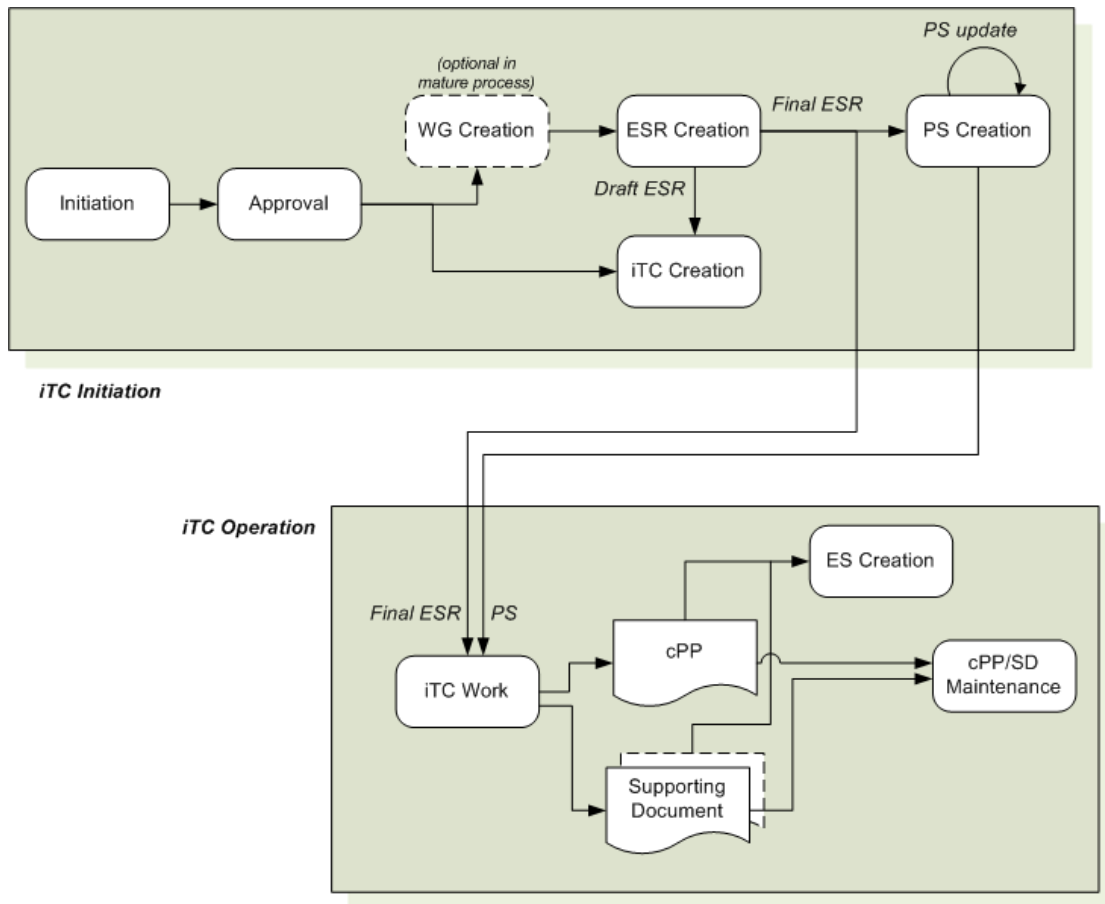 PS update
(optional in
mature process)
WG Creation
ESR Creation
Final ESR
PS Creation
Draft ESR
Initiation
Approval
iTC Creation
iTC Initiation
iTC Operation
ES Creation
Final ESR
PS
cPP
iTC Work
cPP/SD
Maintenance
Supporting
Document